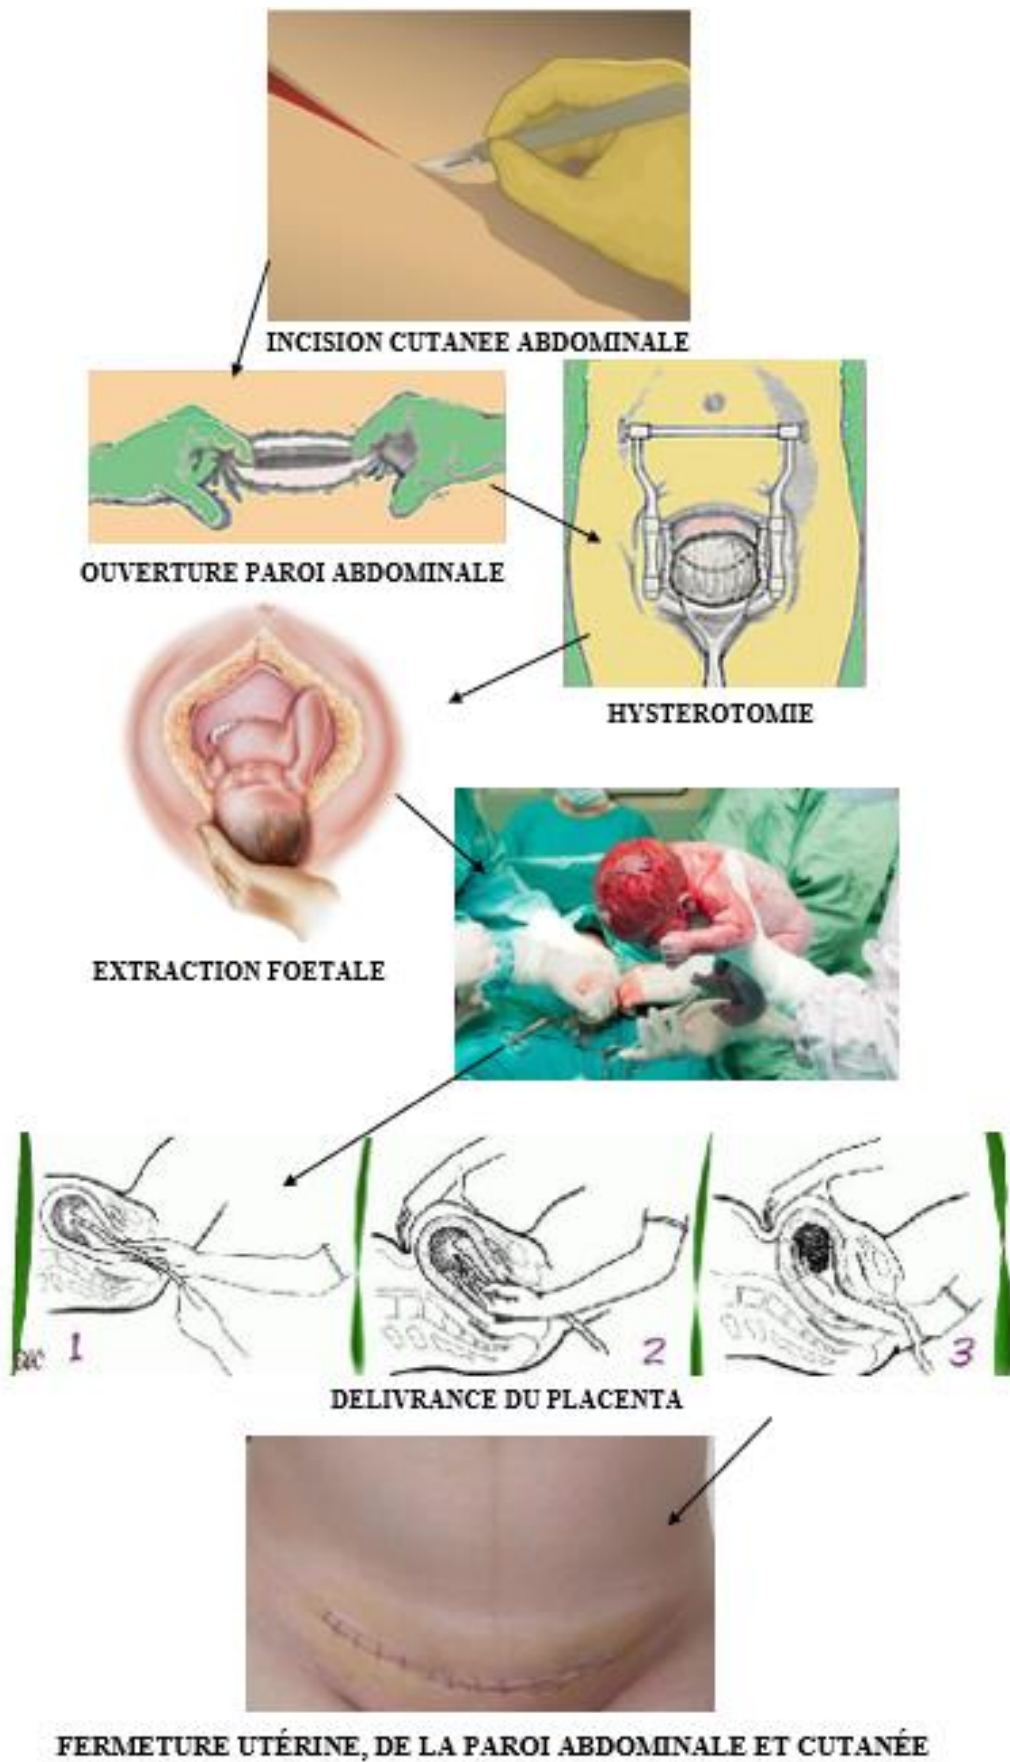 INCISION CUTANEE ABDOMINALE
OUVERTURE PAROI ABDOMINALE
HYSTEROTOMIE
EXTRACTION FOETALE
1
2
3
DELIVRANCE DU PLACENTA
FERMETURE UTÉRINE, DE LA PAROI ABDOMINALE ET CUTANÉE